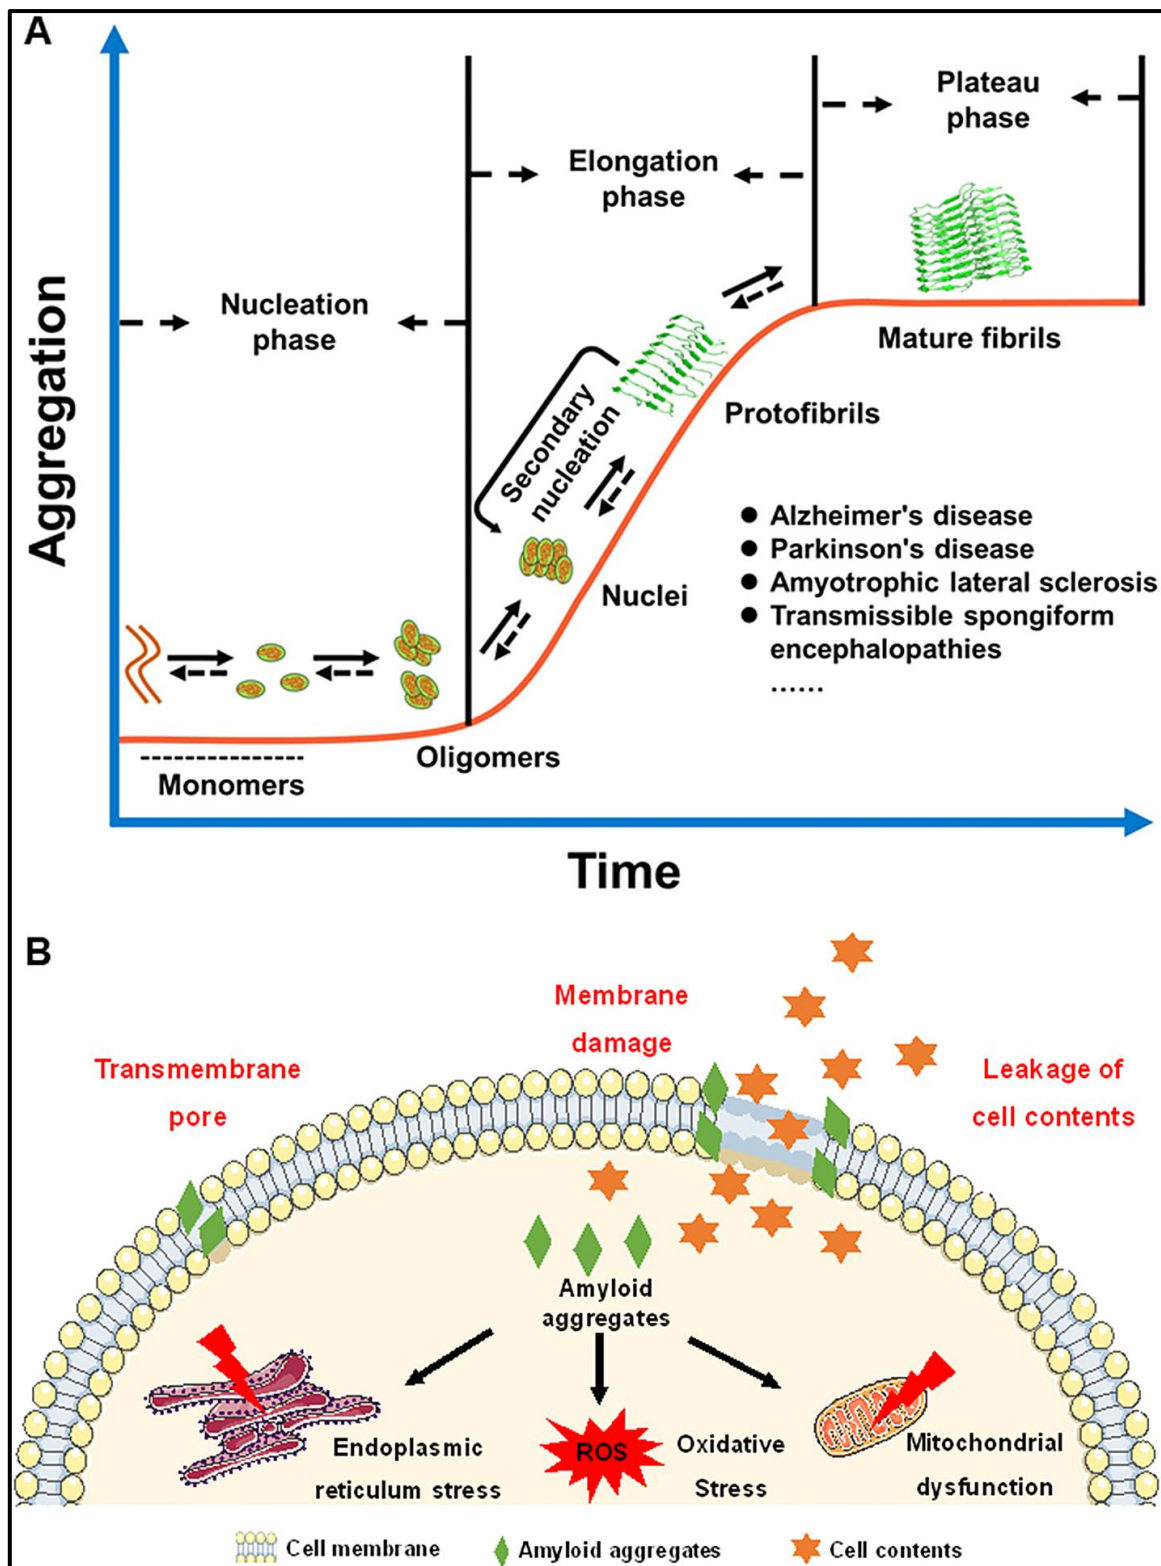 A
Aggregation
Nucleation
phase
Elongation
phase
Plateau
phase
Secondary
nucleation
Mature fibrils
Protofibrils
Nuclei
Oligomers
Monomers
● Alzheimer's disease
● Parkinson's disease
● Amyotrophic lateral sclerosis
● Transmissible spongiform
encephalopathies
......
Time
B
Transmembrane
pore
Membrane
damage
Leakage of
cell contents
Amyloid
aggregates
Endoplasmic
reticulum stress
ROS
Oxidative
Stress
Mitochondrial
dysfunction
Cell membrane
Amyloid aggregates
Cell contents